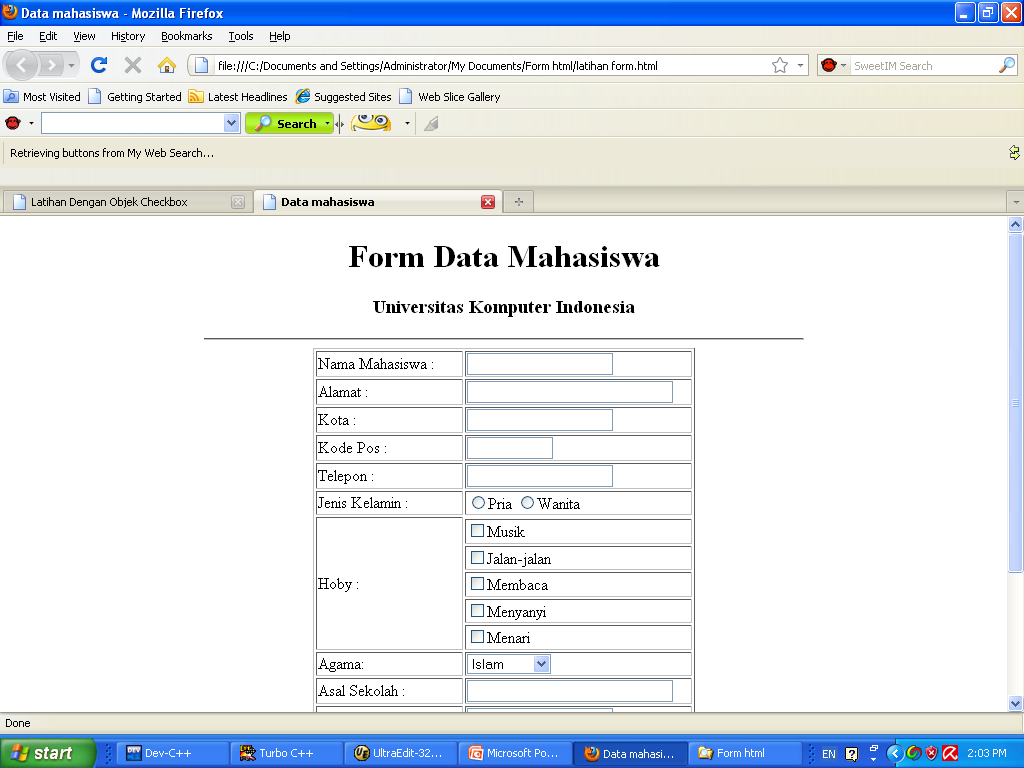 Data mahasiswa - Mozilla Firefox
File Edit View History Bookmarks Tools Help
file:///C:/Documents and Settings/Administrator/My Documents/Form html/latihan form.html SweetIM Search
Most Visited Getting Started Latest Headlines Suggested Sites Web Slice Gallery
Search
Retrieving buttons from My Web Search...
Latihan Dengan Objek Checkbox Data mahasiswa
Form Data Mahasiswa
Universitas Komputer Indonesia
Nama Mahasiswa :
Alamat :
Kota :
Kode Pos :
Telepon :
Jenis Kelamin : Pria Wanita
Musik
Jalan-jalan
Hoby : Membaca
Menyanyi
Menari
Agama: Islam
Asal Sekolah :
Done
start Dev-C++ Turbo C++ UltraEdit-32... Microsoft Po... Data mahasi... Form html EN 2:03 PM